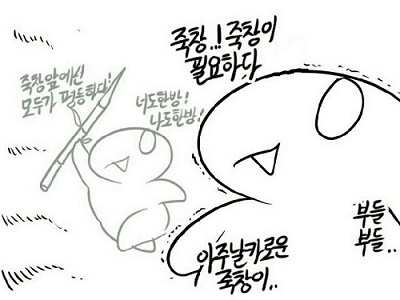 죽창..! 죽창이
필요하다
죽창앞에선
모두가 평등하다!
너도한방!
나도한방!
아주날카로운
죽창이..
부들
부들..